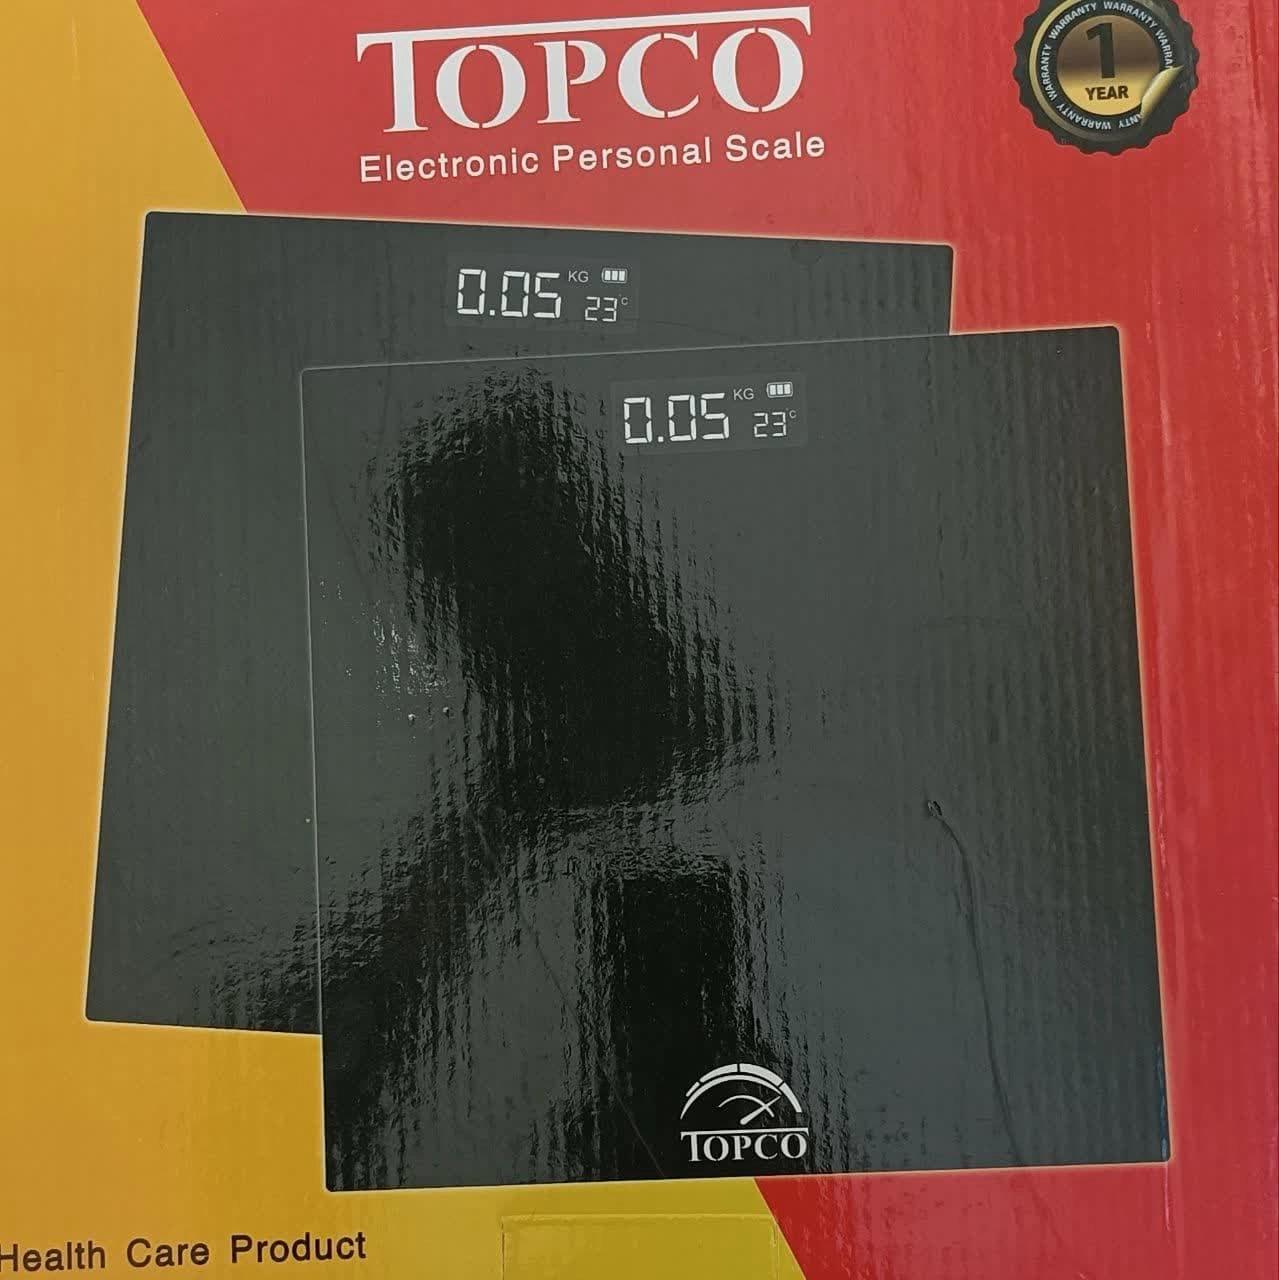 TOPCO
Electronic Personal Scale
WARRANTY WARRANTY WARRANTY WARRANTY
1
YEAR
0.05 KG
23°C
0.05 KG
23°C
TOPCO
Health Care Product